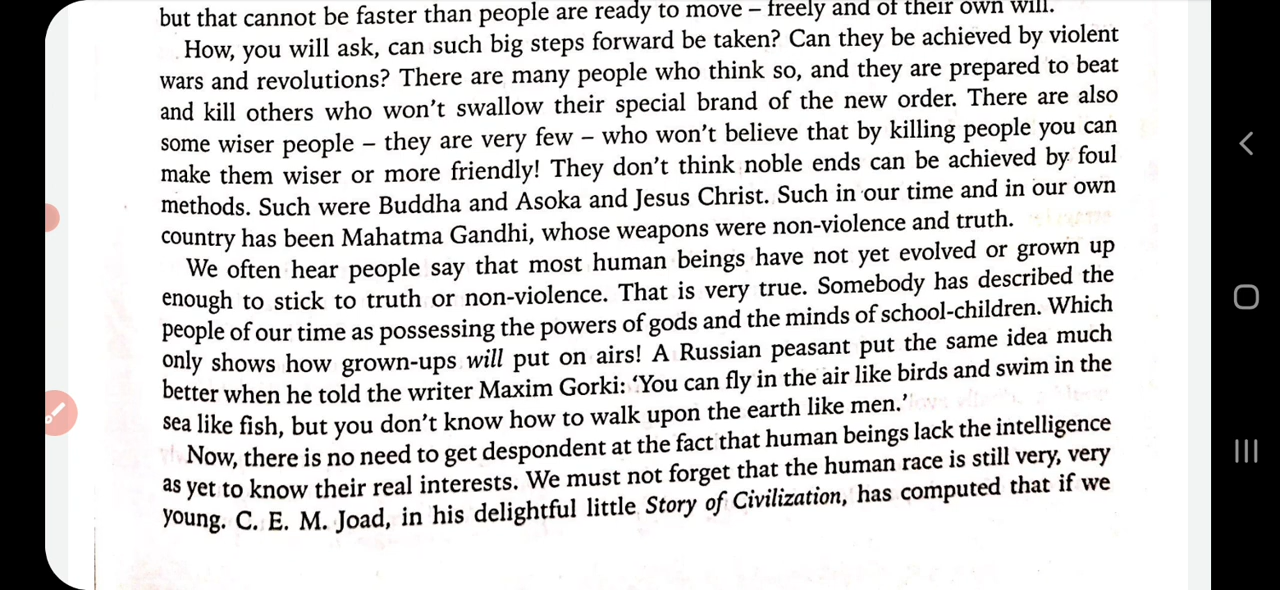 but that cannot be faster than people are ready to move – freely and of their own will.
How, you will ask, can such big steps forward be taken? Can they be achieved by violent
wars and revolutions? There are many people who think so, and they are prepared to beat
and kill others who won't swallow their special brand of the new order. There are also
some wiser people – they are very few – who won't believe that by killing people you can
make them wiser or more friendly! They don't think noble ends can be achieved by foul
methods. Such were Buddha and Asoka and Jesus Christ. Such in our time and in our own
country has been Mahatma Gandhi, whose weapons were non-violence and truth.
We often hear people say that most human beings have not yet evolved or grown up
enough to stick to truth or non-violence. That is very true. Somebody has described the
people of our time as possessing the powers of gods and the minds of school-children. Which
only shows how grown-ups will put on airs! A Russian peasant put the same idea much
better when he told the writer Maxim Gorki: 'You can fly in the air like birds and swim in the
sea like fish, but you don't know how to walk upon the earth like men.'
Now, there is no need to get despondent at the fact that human beings lack the intelligence
as yet to know their real interests. We must not forget that the human race is still very, very
young. C. E. M. Joad, in his delightful little Story of Civilization, has computed that if we